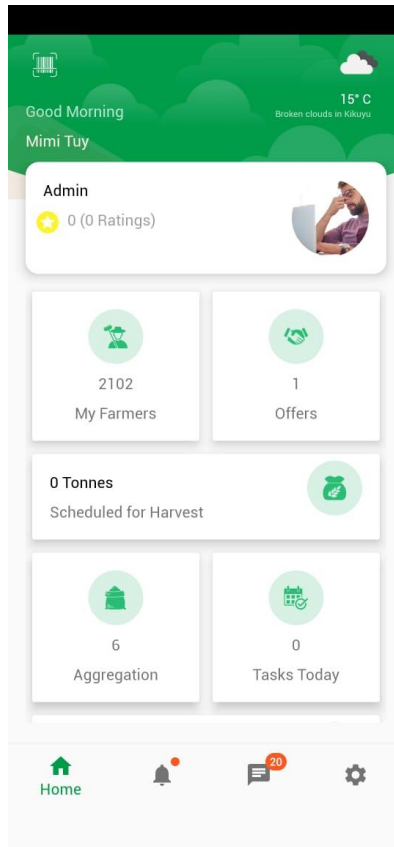 Good Morning
15° C
Broken clouds in Kikuyu
Mimi Tuy
Admin
0 (0 Ratings)
2102
My Farmers
1
Offers
0 Tonnes
Scheduled for Harvest
6
Aggregation
0
Tasks Today
20
Home